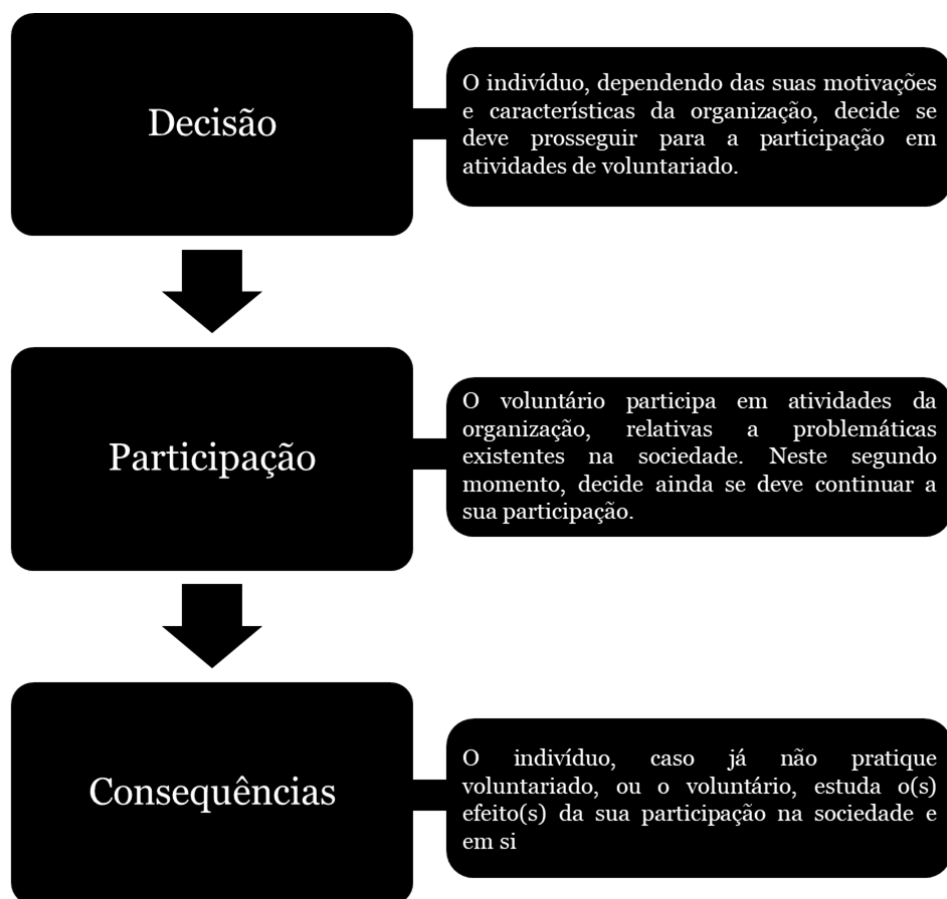 Decisão
O indivíduo, dependendo das suas motivações
e características da organização, decide se
deve prosseguir para a participação em
atividades de voluntariado.
Participação
O voluntário participa em atividades da
organização, relativas a problemáticas
existentes na sociedade. Neste segundo
momento, decide ainda se deve continuar a
sua participação.
Consequências
O indivíduo, caso já não pratique
voluntariado, ou o voluntário, estuda o(s)
efeito(s) da sua participação na sociedade e
em si